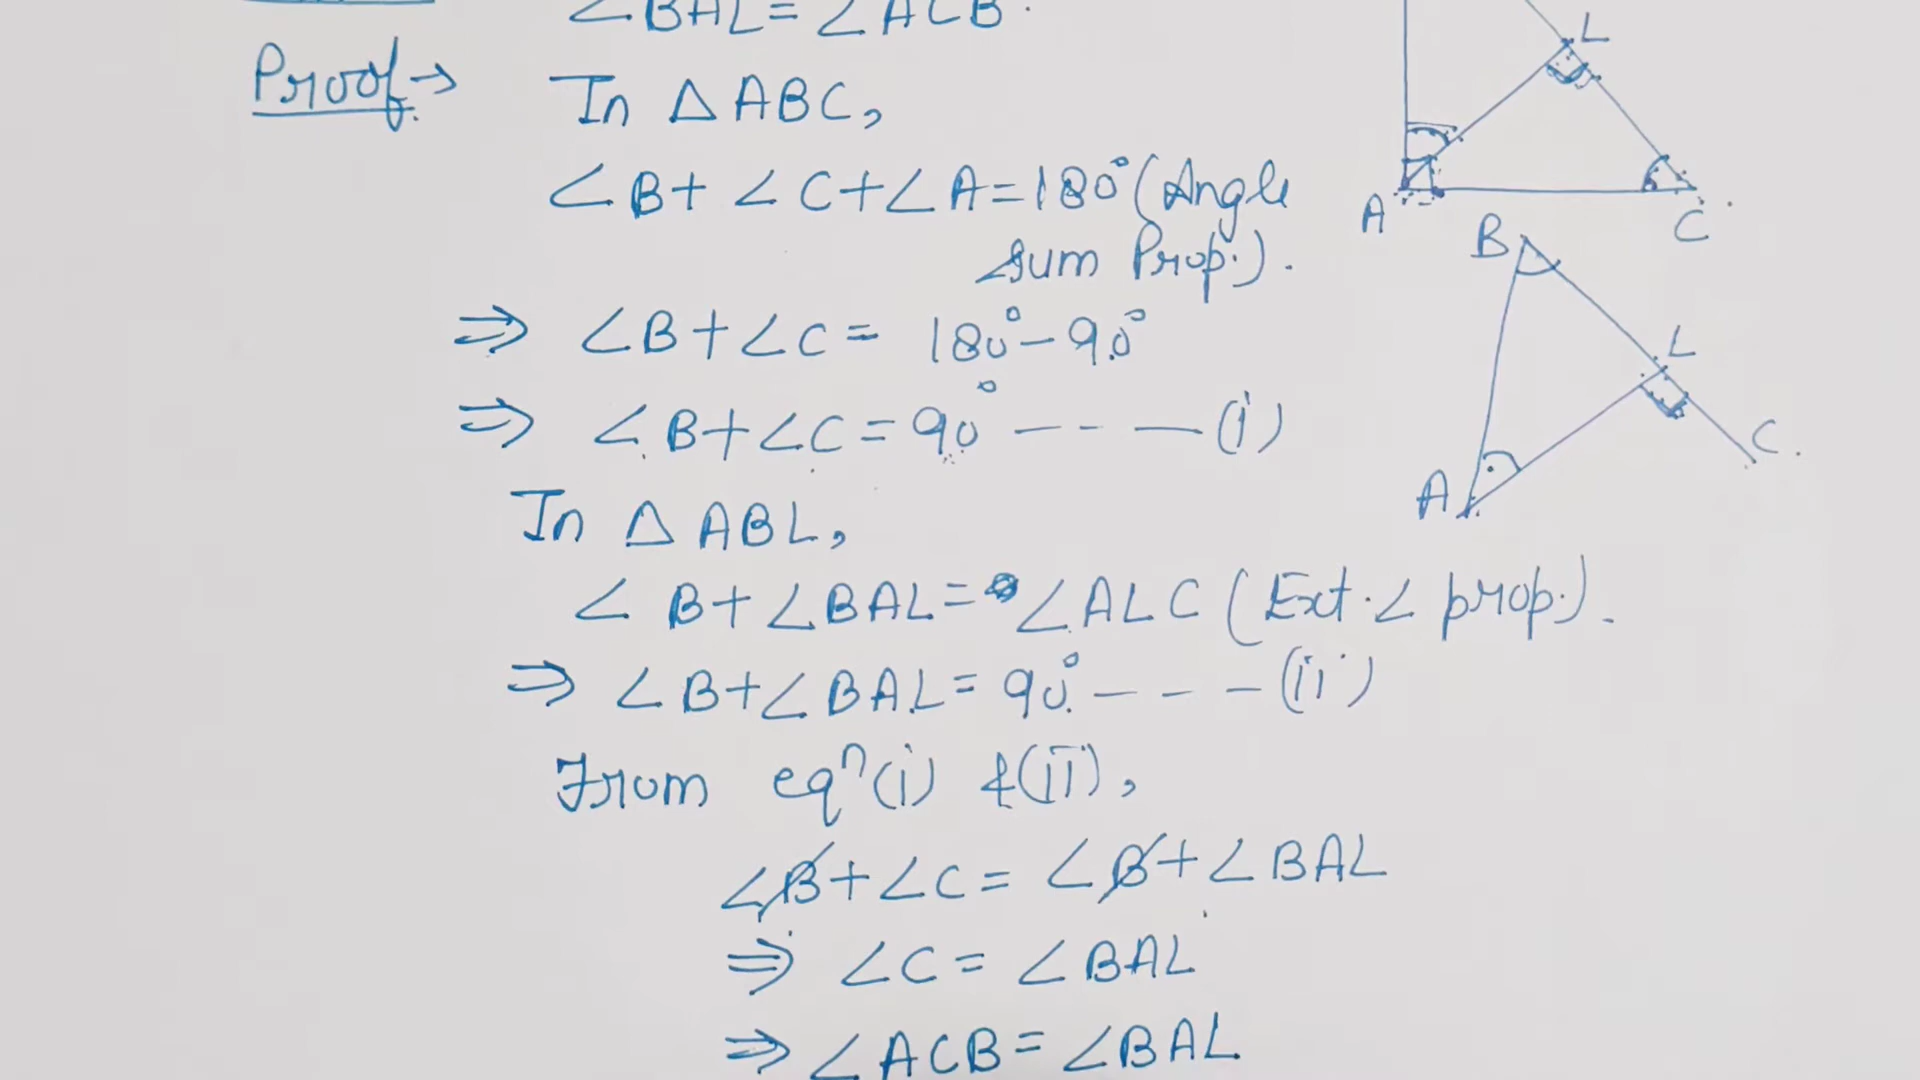 ∠BAL = ∠ACB.
Proof →
In △ABC,
∠B + ∠C + ∠A = 180° (Angle
sum Prop.).
⇒ ∠B + ∠C = 180° – 90°
⇒ ∠B + ∠C = 90° - - - - (i)
In △ABL,
∠B + ∠BAL = ∠ALC (Ext. ∠ prop.).
⇒ ∠B + ∠BAL = 90° - - - (ii)
From eqⁿ (i) & (ii),
∠B + ∠C = ∠B + ∠BAL
⇒ ∠C = ∠BAL
⇒ ∠ACB = ∠BAL
L
A
C
B
L
C
A